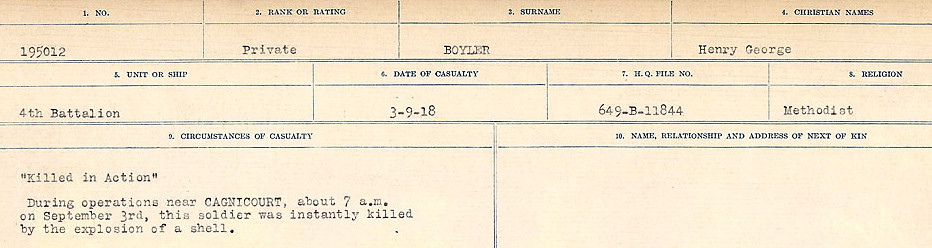 1. NO. 2. RANK OR RATING 3. SURNAME 4. CHRISTIAN NAMES
195012 Private BOYLER Henry George
5. UNIT OR SHIP 6. DATE OF CASUALTY 7. H.Q. FILE NO. 8. RELIGION
4th Battalion 3-9-18 649-B-11844 Methodist
9. CIRCUMSTANCES OF CASUALTY 10. NAME, RELATIONSHIP AND ADDRESS OF NEXT OF KIN
"Killed in Action"
During operations near CAGNICOURT, about 7 a.m.
on September 3rd, this soldier was instantly killed
by the explosion of a shell.